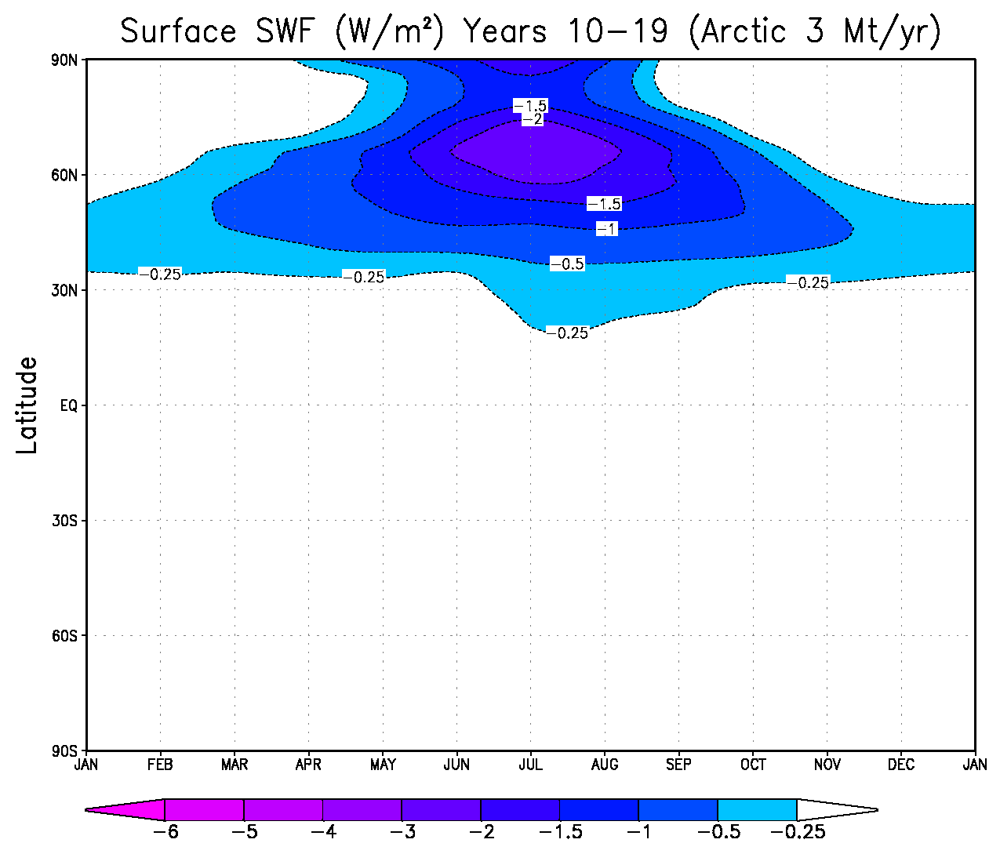 Surface SWF (W/m²) Years 10−19 (Arctic 3 Mt/yr)
90N
−1.5
−2
60N
−1.5
−1
−0.5
−0.25
−0.25
−0.25
30N
−0.25
Latitude
EQ
30S
60S
90S
JAN FEB MAR APR MAY JUN JUL AUG SEP OCT NOV DEC JAN
−6 −5 −4 −3 −2 −1.5 −1 −0.5 −0.25